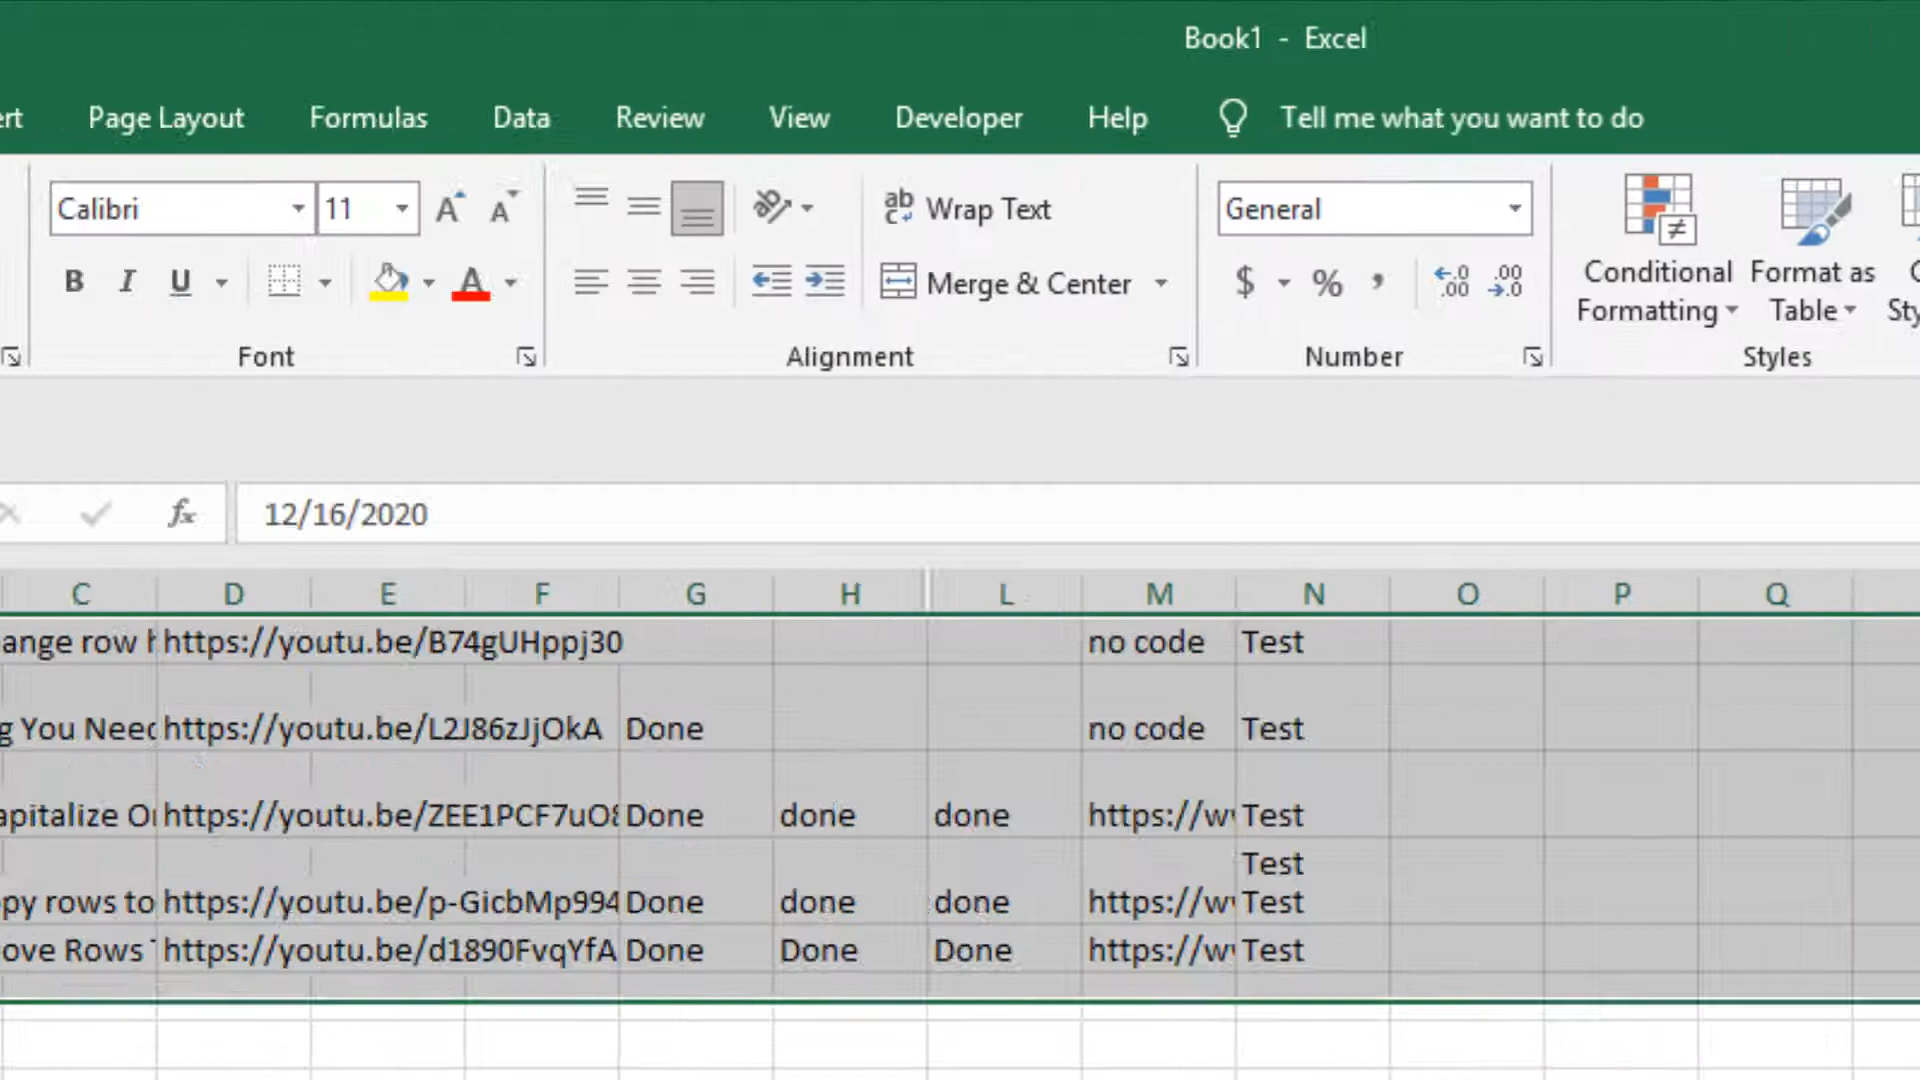 Book1 - Excel
Page Layout Formulas Data Review View Developer Help Tell me what you want to do
Calibri 11 Wrap Text General
B I U Merge & Center $ % , Conditional Formatting Format as Table
Font Alignment Number Styles
fx 12/16/2020
C D E F G H L M N O P Q
ange row h https://youtu.be/B74gUHppj30 no code Test
g You Need https://youtu.be/L2J86zJjOkA Done no code Test
apitalize O https://youtu.be/ZEE1PCF7uO8 Done done done https://w Test
Test
py rows to https://youtu.be/p-GicbMp994 Done done done https://w Test
ove Rows https://youtu.be/d1890FvqYfA Done Done Done https://w Test